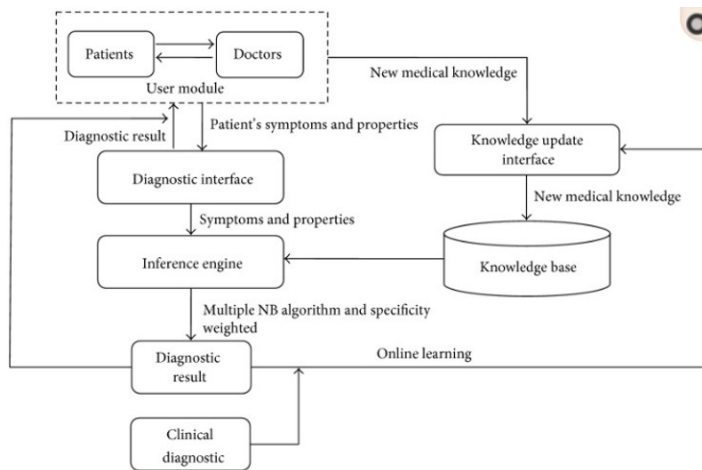 Patients
Doctors
User module
New medical knowledge
Diagnostic result
Patient's symptoms and properties
Knowledge update
interface
Diagnostic interface
New medical knowledge
Symptoms and properties
Inference engine
Knowledge base
Multiple NB algorithm and specificity
weighted
Diagnostic
result
Online learning
Clinical
diagnostic